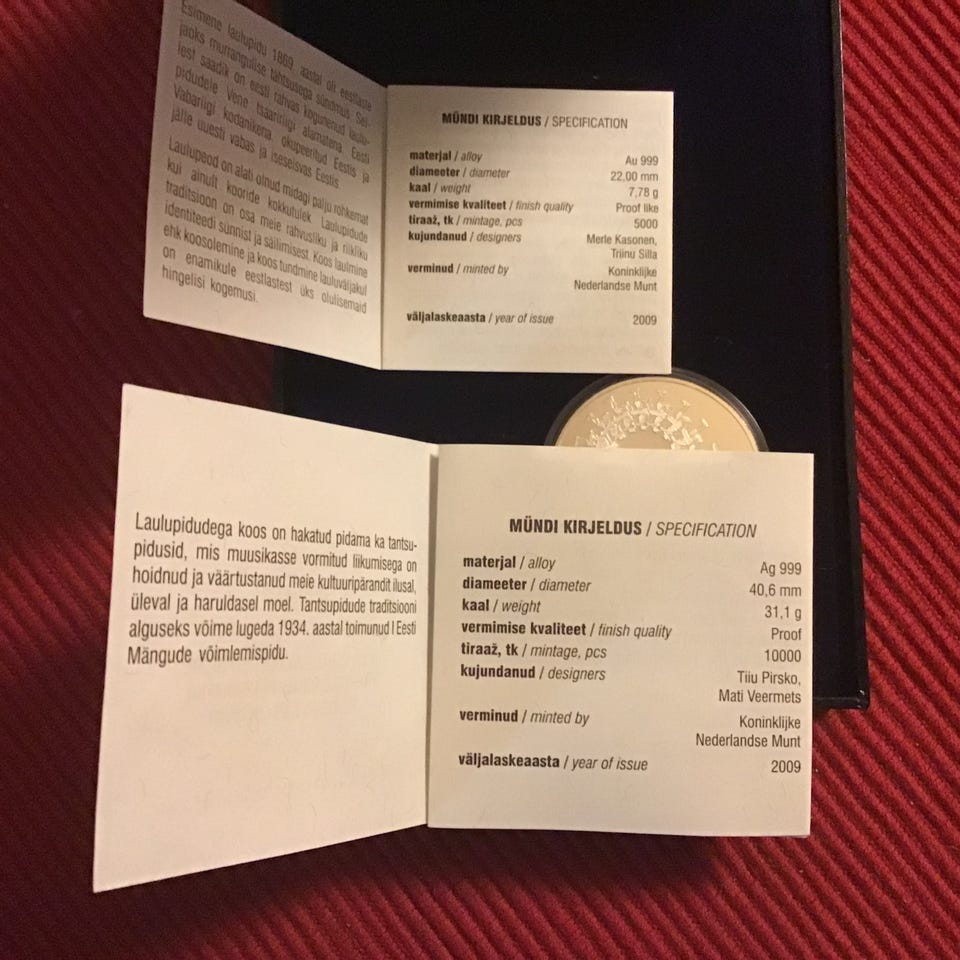 Esimene laulupidu 1869. aastal oli eestlaste
jaoks murrangulise tähtsusega sündmus. Sel-
lest saadik on eesti rahvas kogunenud laulu-
pidudele Vene tsaaririigi alamatena, Eesti
Vabariigi kodanikena, okupeeritud Eestis ja
jälle uuesti vabas ja iseseisvas Eestis.
Laulupeod on alati olnud midagi palju rohkemat
kui ainult kooride kokkutulek. Laulupidude
traditsioon on osa meie rahvusliku ja riikliku
identiteedi sünnist ja säilimisest. Koos laulmine
ehk koosolemine ja koos tundmine lauluväljakul
on enamikule eestlastest üks olulisemaid
hingelisi kogemusi.
MÜNDI KIRJELDUS / SPECIFICATION
materjal / alloy Au 999
diameeter / diameter 22,00 mm
kaal / weight 7,78 g
vermimise kvaliteet / finish quality Proof like
tiraaž, tk / mintage, pcs 5000
kujundanud / designers Merle Kasonen,
Triinu Silla
verminud / minted by Koninklijke
Nederlandse Munt
väljalaskeaasta / year of issue 2009
Laulupidudega koos on hakatud pidama ka tantsu-
pidusid, mis muusikasse vormitud liikumisega on
hoidnud ja väärtustanud meie kultuuripärandit ilusal,
üleval ja haruldasel moel. Tantsupidude traditsiooni
alguseks võime lugeda 1934. aastal toimunud I Eesti
Mängude võimlemispidu.
MÜNDI KIRJELDUS / SPECIFICATION
materjal / alloy Ag 999
diameeter / diameter 40,6 mm
kaal / weight 31,1 g
vermimise kvaliteet / finish quality Proof
tiraaž, tk / mintage, pcs 10000
kujundanud / designers Tiiu Pirsko,
Mati Veermets
verminud / minted by Koninklijke
Nederlandse Munt
väljalaskeaasta / year of issue 2009